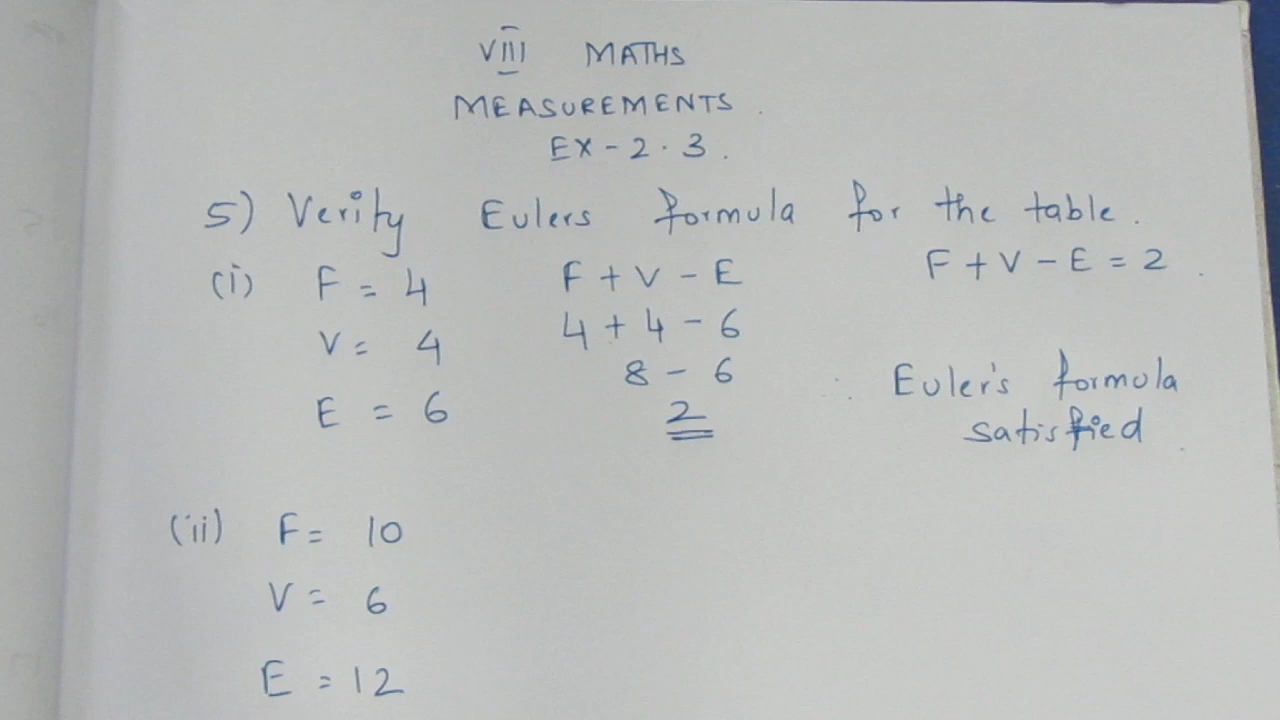 VIII MATHS
MEASUREMENTS.
EX-2.3.
5) Verify Eulers formula for the table.
(i) F = 4 F + V - E F + V - E = 2.
V = 4 4 + 4 - 6
8 - 6 . Euler's formula
E = 6 2 satisfied.
(ii) F = 10
V = 6
E = 12